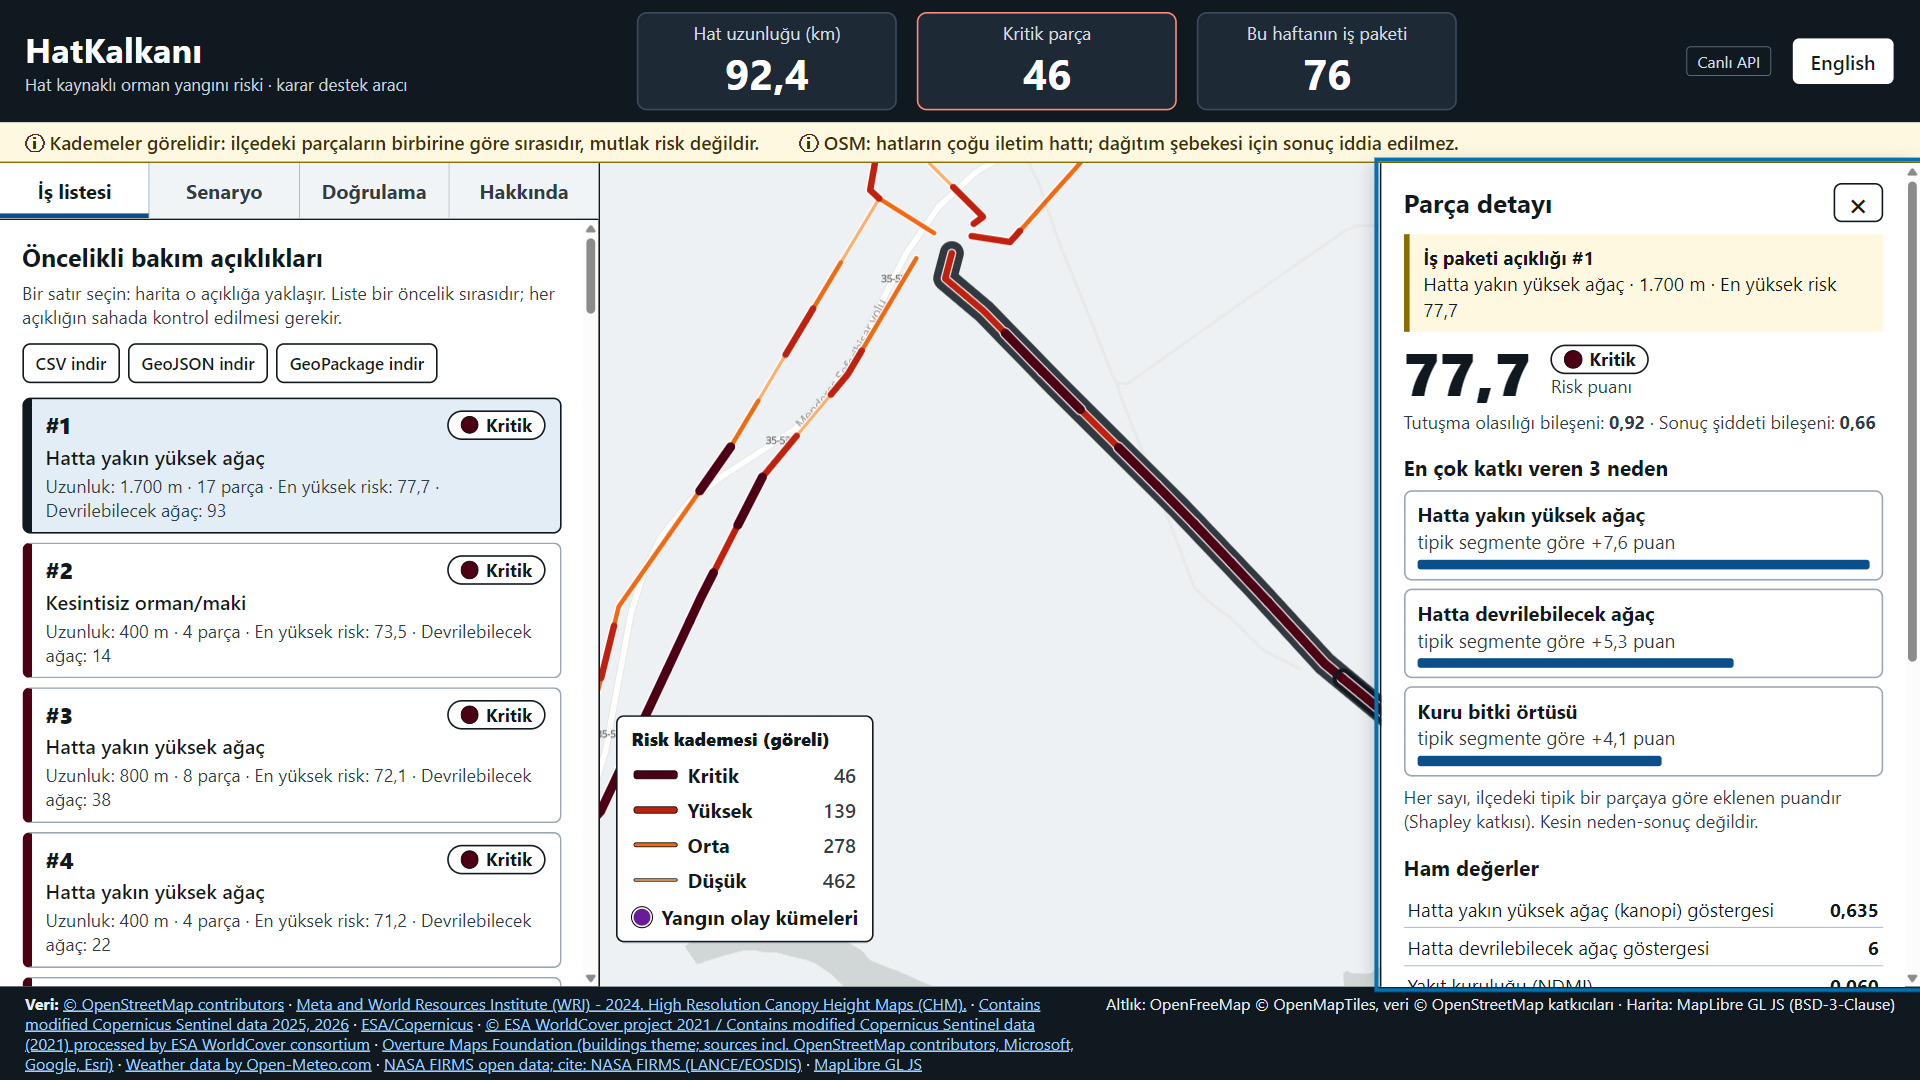 HatKalkanı
Hat kaynaklı orman yangını riski · karar destek aracı
Hat uzunluğu (km)
92,4
Kritik parça
46
Bu haftanın iş paketi
76
Canlı API
English
Kademeler görelidir: ilçedeki parçaların birbirine göre sırasıdır, mutlak risk değildir.
OSM: hatların çoğu iletim hattı; dağıtım şebekesi için sonuç iddia edilmez.
İş listesi
Senaryo
Doğrulama
Hakkında
Öncelikli bakım açıklıkları
Bir satır seçin: harita o açıklığa yaklaşır. Liste bir öncelik sırasıdır; her
açıklığın sahada kontrol edilmesi gerekir.
CSV indir
GeoJSON indir
GeoPackage indir
#1
Kritik
Hatta yakın yüksek ağaç
Uzunluk: 1.700 m · 17 parça · En yüksek risk: 77,7 ·
Devrilebilecek ağaç: 93
#2
Kritik
Kesintisiz orman/maki
Uzunluk: 400 m · 4 parça · En yüksek risk: 73,5 · Devrilebilecek
ağaç: 14
#3
Kritik
Hatta yakın yüksek ağaç
Uzunluk: 800 m · 8 parça · En yüksek risk: 72,1 · Devrilebilecek
ağaç: 38
#4
Kritik
Hatta yakın yüksek ağaç
Uzunluk: 400 m · 4 parça · En yüksek risk: 71,2 · Devrilebilecek
ağaç: 22
Risk kademesi (göreli)
Kritik 46
Yüksek 139
Orta 278
Düşük 462
Yangın olay kümeleri
Parça detayı
×
İş paketi açıklığı #1
Hatta yakın yüksek ağaç · 1.700 m · En yüksek risk
77,7
77,7
Kritik
Risk puanı
Tutuşma olasılığı bileşeni: 0,92 · Sonuç şiddeti bileşeni: 0,66
En çok katkı veren 3 neden
Hatta yakın yüksek ağaç
tipik segmente göre +7,6 puan
Hatta devrilebilecek ağaç
tipik segmente göre +5,3 puan
Kuru bitki örtüsü
tipik segmente göre +4,1 puan
Her sayı, ilçedeki tipik bir parçaya göre eklenen puandır
(Shapley katkısı). Kesin neden-sonuç değildir.
Ham değerler
Hatta yakın yüksek ağaç (kanopi) göstergesi 0,635
Hatta devrilebilecek ağaç göstergesi 6
Yakıt kuruluğu (NDMI) 0,060
Veri: © OpenStreetMap contributors · Meta and World Resources Institute (WRI) - 2024. High Resolution Canopy Height Maps (CHM). · Contains
modified Copernicus Sentinel data 2025, 2026 · ESA/Copernicus · © ESA WorldCover project 2021 / Contains modified Copernicus Sentinel data
(2021) processed by ESA WorldCover consortium · Overture Maps Foundation (buildings theme; sources incl. OpenStreetMap contributors, Microsoft,
Google, Esri) · Weather data by Open-Meteo.com · NASA FIRMS open data; cite: NASA FIRMS (LANCE/EOSDIS) · MapLibre GL JS
Altlık: OpenFreeMap © OpenMapTiles, veri © OpenStreetMap katkıcıları · Harita: MapLibre GL JS (BSD-3-Clause)